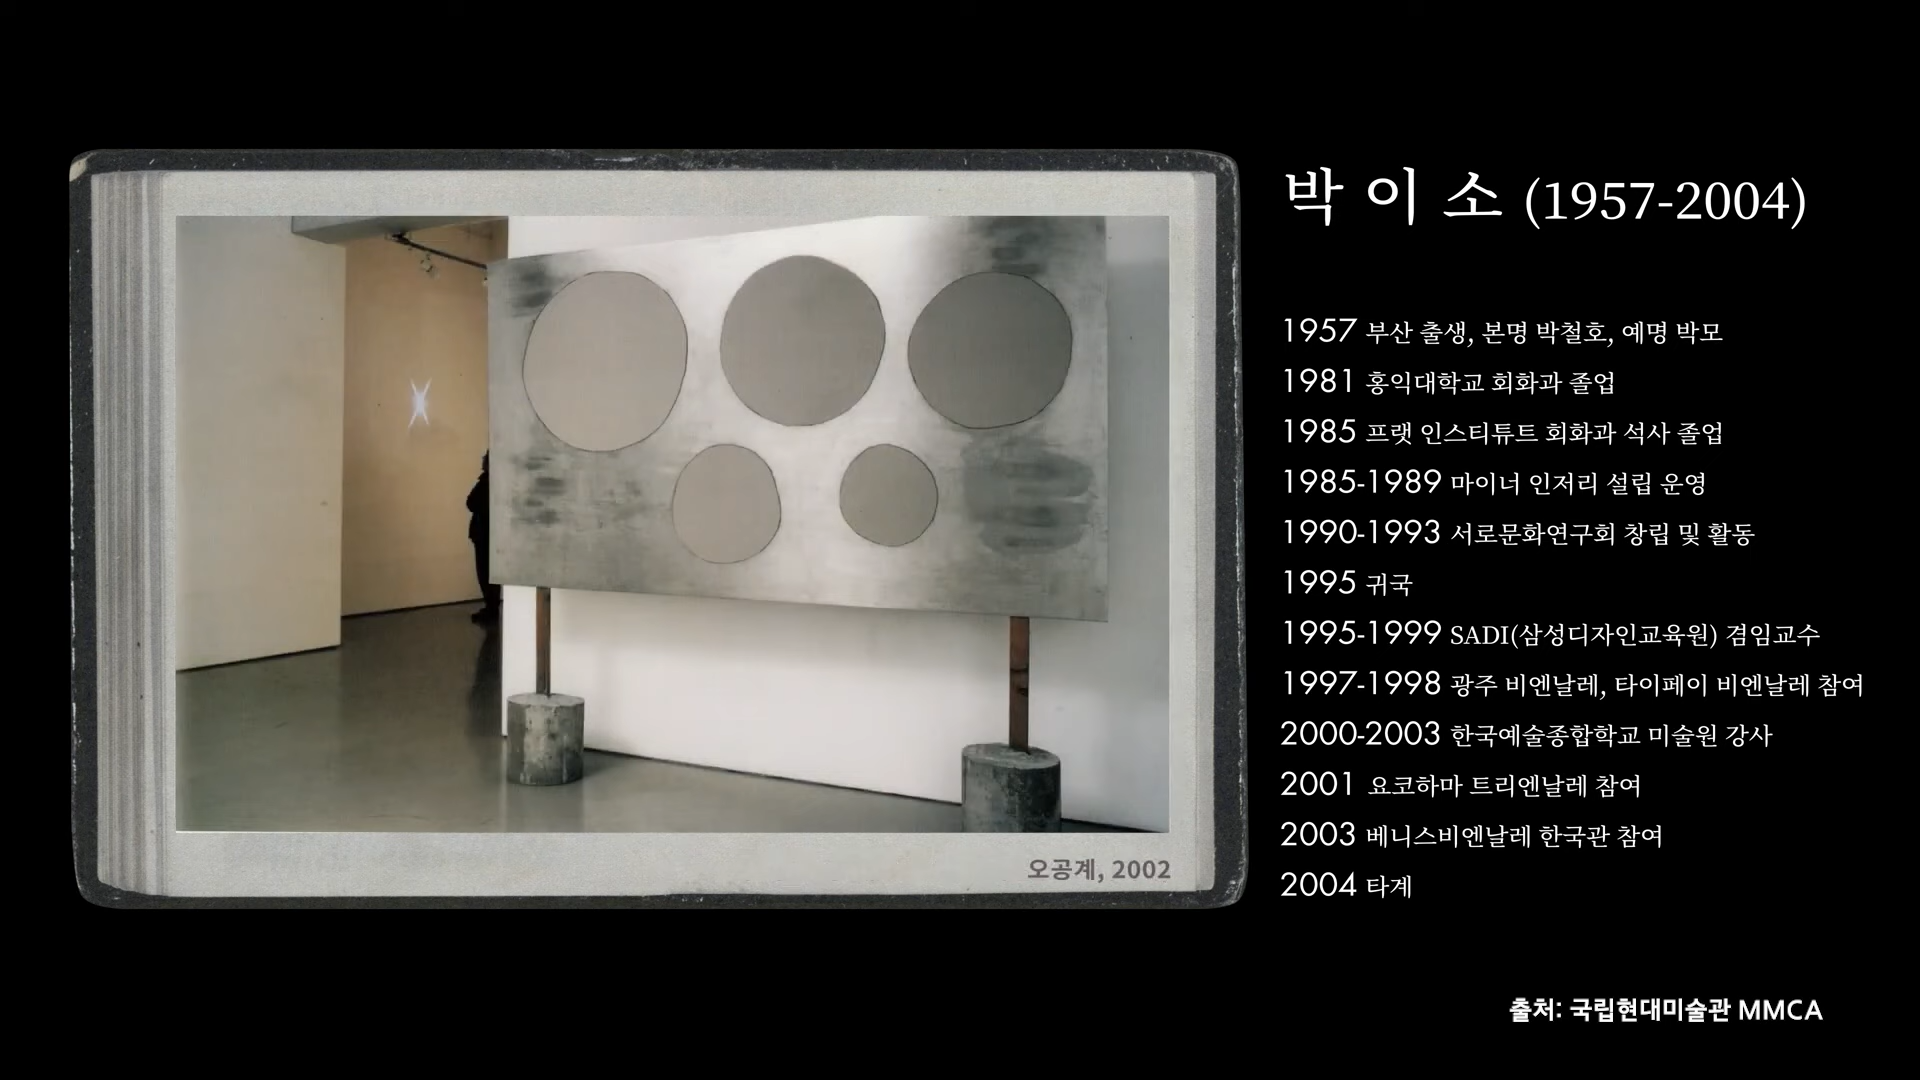 박 이 소 (1957-2004)
1957 부산 출생, 본명 박철호, 예명 박모
1981 홍익대학교 회화과 졸업
1985 프랫 인스티튜트 회화과 석사 졸업
1985-1989 마이너 인저리 설립 운영
1990-1993 서로문화연구회 창립 및 활동
1995 귀국
1995-1999 SADI(삼성디자인교육원) 겸임교수
1997-1998 광주 비엔날레, 타이페이 비엔날레 참여
2000-2003 한국예술종합학교 미술원 강사
2001 요코하마 트리엔날레 참여
2003 베니스비엔날레 한국관 참여
2004 타계
오공계, 2002
출처: 국립현대미술관 MMCA